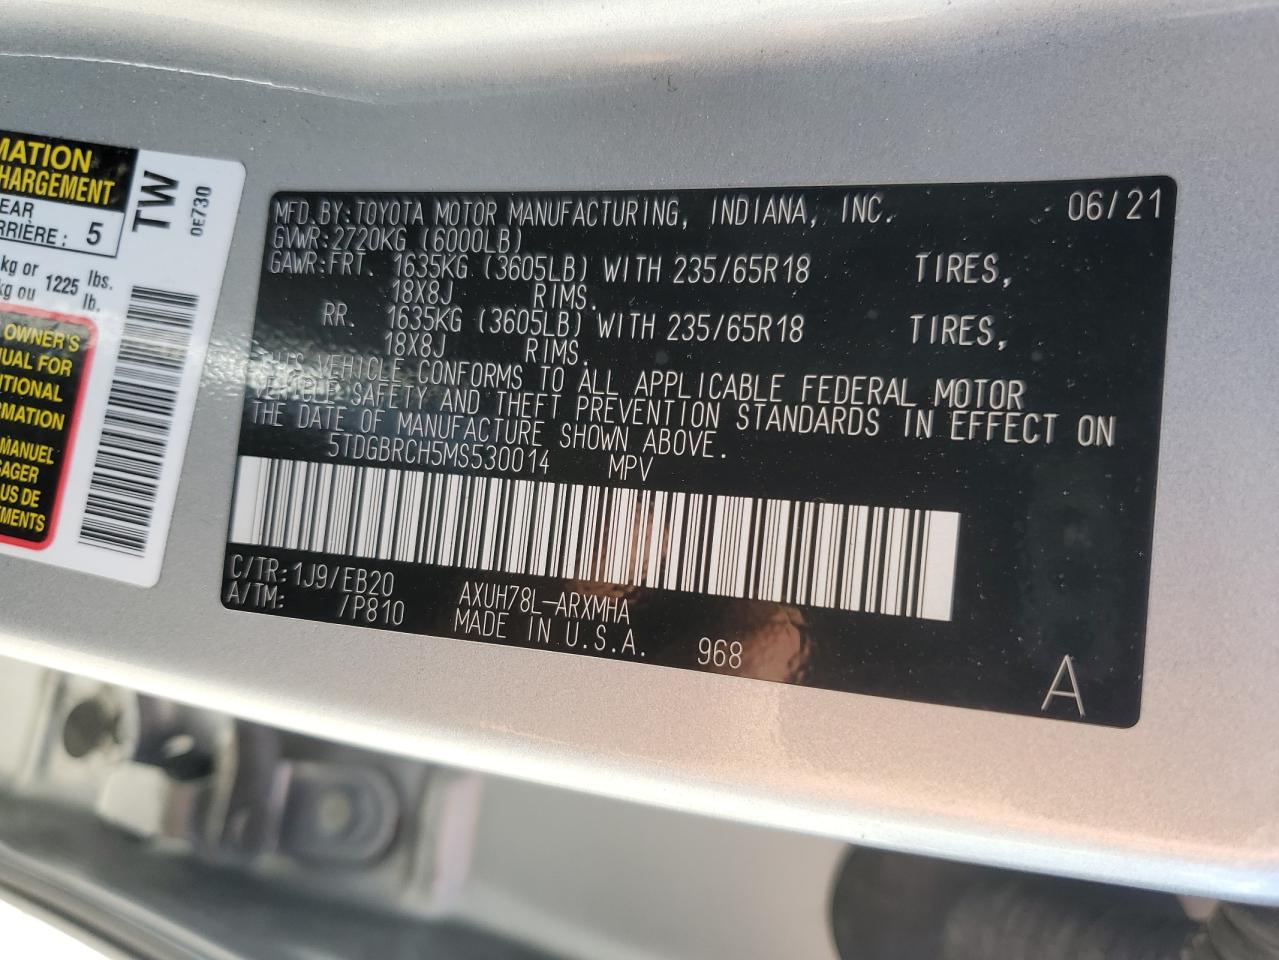 MATION
HARGEMENT
EAR
RRIÈRE: 5
kg or 1225 lbs.
kg ou lb.
OWNER'S
NUAL FOR
ITIONAL
RMATION
MANUEL
SAGER
US DE
EMENTS
TW
0E730
MFD.BY:TOYOTA MOTOR MANUFACTURING, INDIANA, INC. 06/21
GVWR:2720KG (6000LB)
GAWR:FRT. 1635KG (3605LB) WITH 235/65R18 TIRES,
18X8J RIMS.
RR. 1635KG (3605LB) WITH 235/65R18 TIRES,
18X8J RIMS.
THIS VEHICLE CONFORMS TO ALL APPLICABLE FEDERAL MOTOR
VEHICLE SAFETY AND THEFT PREVENTION STANDARDS IN EFFECT ON
THE DATE OF MANUFACTURE SHOWN ABOVE.
5TDGBRCH5MS530014 MPV
C/TR:1J9/EB20 AXUH78L-ARXMHA
A/TM: /P810 MADE IN U.S.A. 968
A